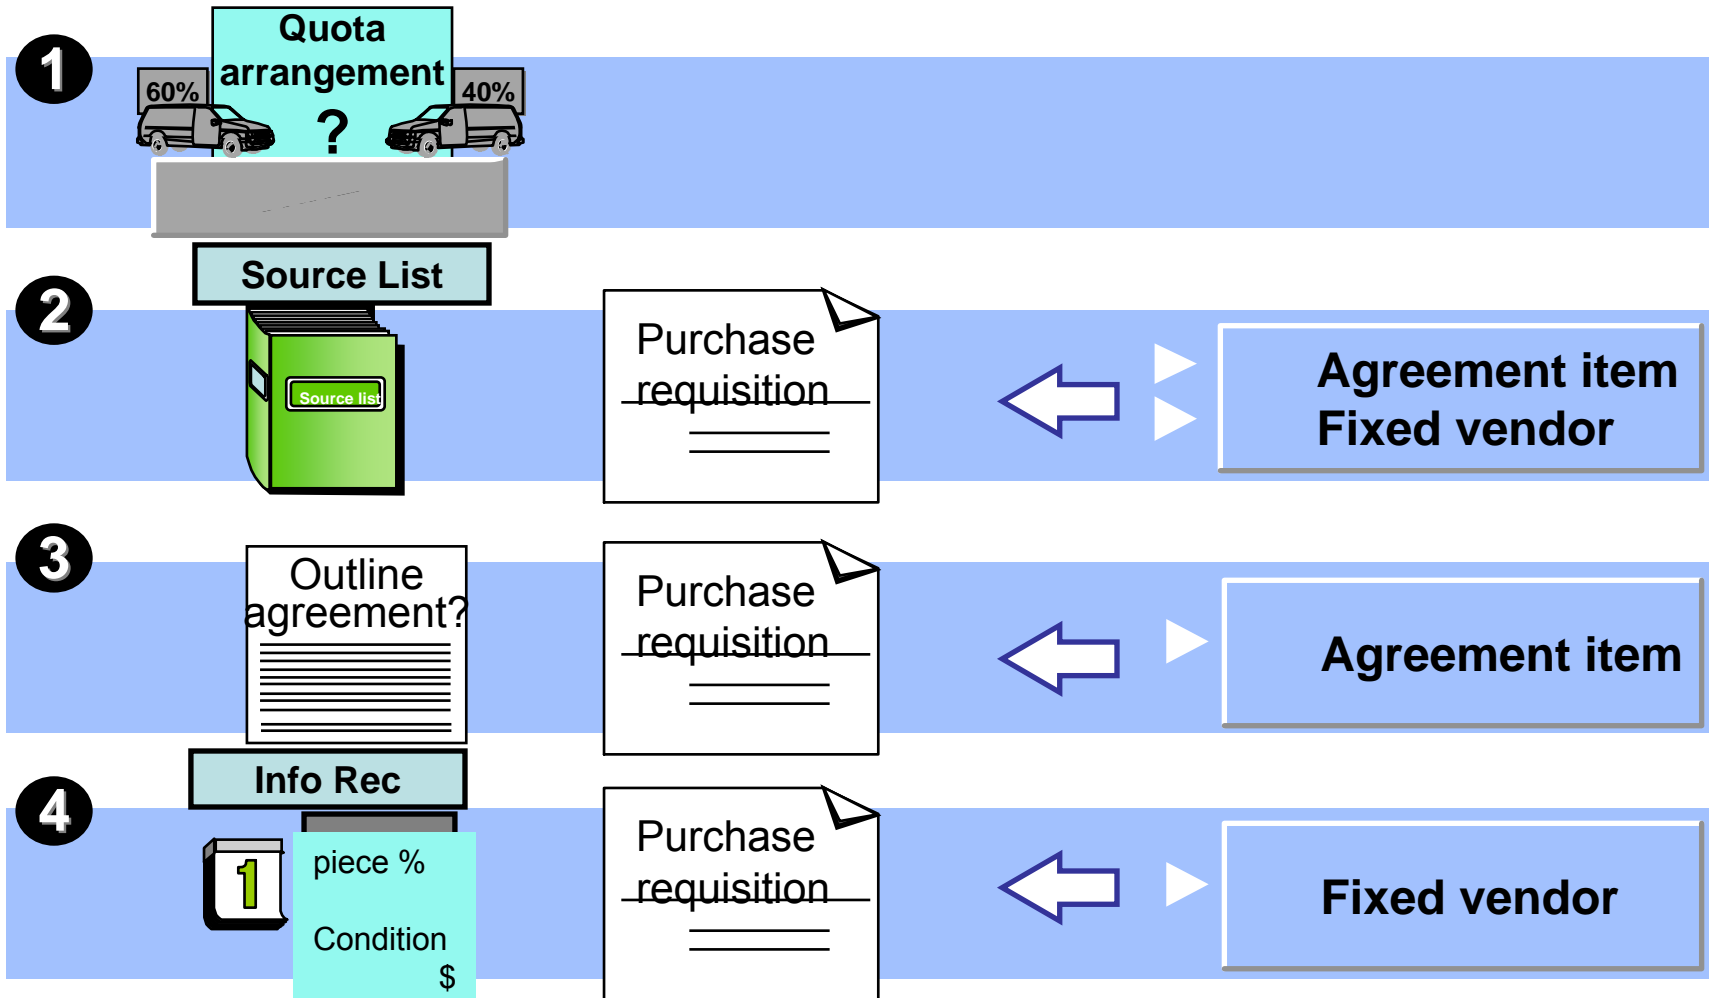 1
Quota
arrangement
60%
40%
?
Source List
2
Source list
Purchase
requisition
Agreement item
Fixed vendor
3
Outline
agreement?
Purchase
requisition
Agreement item
Info Rec
4
1
piece %
Condition
$
Purchase
requisition
Fixed vendor